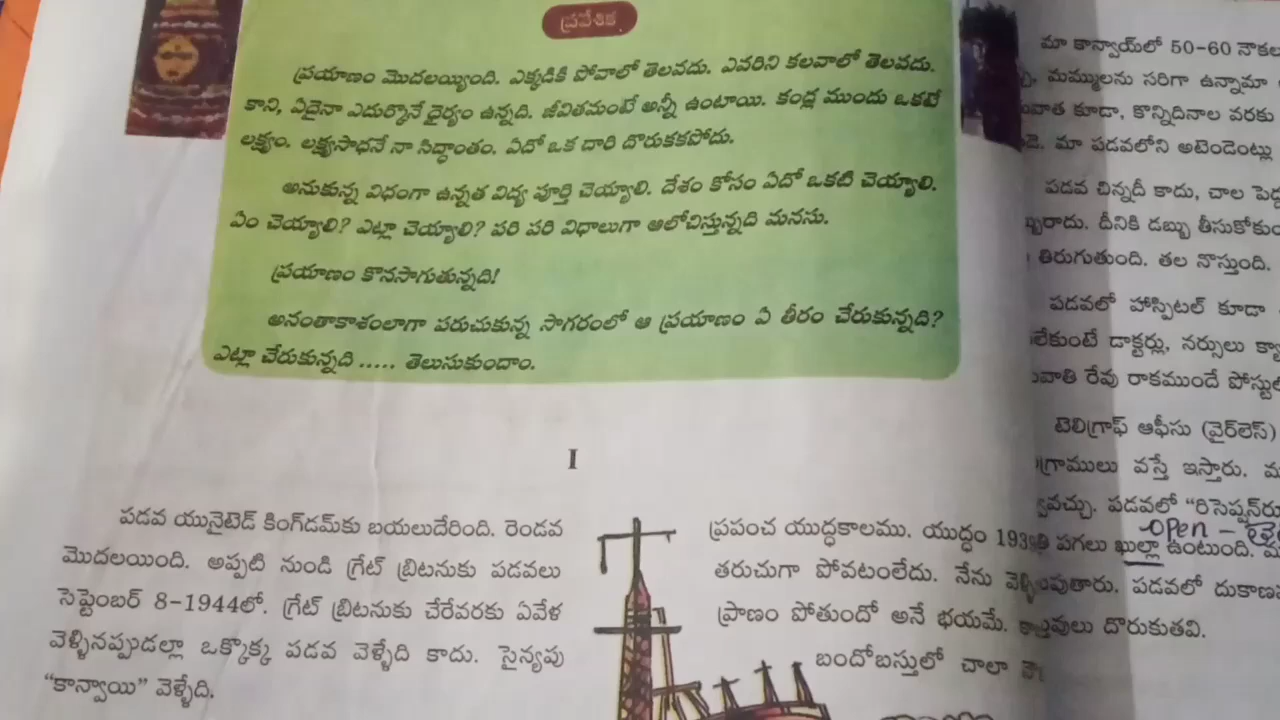 ప్రవేశిక
ప్రయాణం మొదలయ్యింది. ఎక్కడికి పోవాలో తెలవదు. ఎవరిని కలవాలో తెలవదు.
కాని, ఏదైనా ఎదుర్కొనే ధైర్యం ఉన్నది. జీవితమంటే అన్నీ ఉంటాయి. కండ్ల ముందు ఒకటే
లక్ష్యం. లక్ష్యసాధనే నా సిద్ధాంతం. ఏదో ఒక దారి దొరుకకపోదు.
అనుకున్న విధంగా ఉన్నత విద్య పూర్తి చెయ్యాలి. దేశం కోసం ఏదో ఒకటి చెయ్యాలి.
ఏం చెయ్యాలి? ఎట్లా చెయ్యాలి? పరి పరి విధాలుగా ఆలోచిస్తున్నది మనసు.
ప్రయాణం కొనసాగుతున్నది!
అనంతాకాశంలాగా పరుచుకున్న సాగరంలో ఆ ప్రయాణం ఏ తీరం చేరుకున్నది?
ఎట్లా చేరుకున్నది ..... తెలుసుకుందాం.
I
పడవ యునైటెడ్ కింగ్‌డమ్‌కు బయలుదేరింది. రెండవ ప్రపంచ యుద్ధకాలము. యుద్ధం
మొదలయింది. అప్పటి నుండి గ్రేట్ బ్రిటనుకు పడవలు తరుచుగా పోవటంలేదు. నేను
సెప్టెంబర్ 8-1944లో. గ్రేట్ బ్రిటనుకు చేరేవరకు ఏవేళ ప్రాణం పోతుందో అనే భయమే.
వెళ్ళినప్పుడల్లా ఒక్కొక్క పడవ వెళ్ళేది కాదు. సైన్యపు బందోబస్తులో చాలా
“కాన్వాయి” వెళ్ళేది.
మా కాన్వాయ్‌లో 50-60
మమ్ములను సరిగా ఉన్నామా
కూడా, కొన్నిదినాల వరకు
మా పడవలోని అటెండెంట్లు
పడవ చిన్నదీ కాదు, చాల
దీనికి డబ్బు
తిరుగుతుంది. తల నొస్తుంది.
పడవలో హాస్పిటల్ కూడా
డాక్టర్లు, నర్సులు
రేవు రాకముందే
టెలిగ్రాఫ్ ఆఫీసు (వైర్‌లెస్)
వస్తే ఇస్తారు.
పడవలో
open -
పగలు ఖుల్లా ఉంటుంది.
పడవలో
దొరుకుతవి.